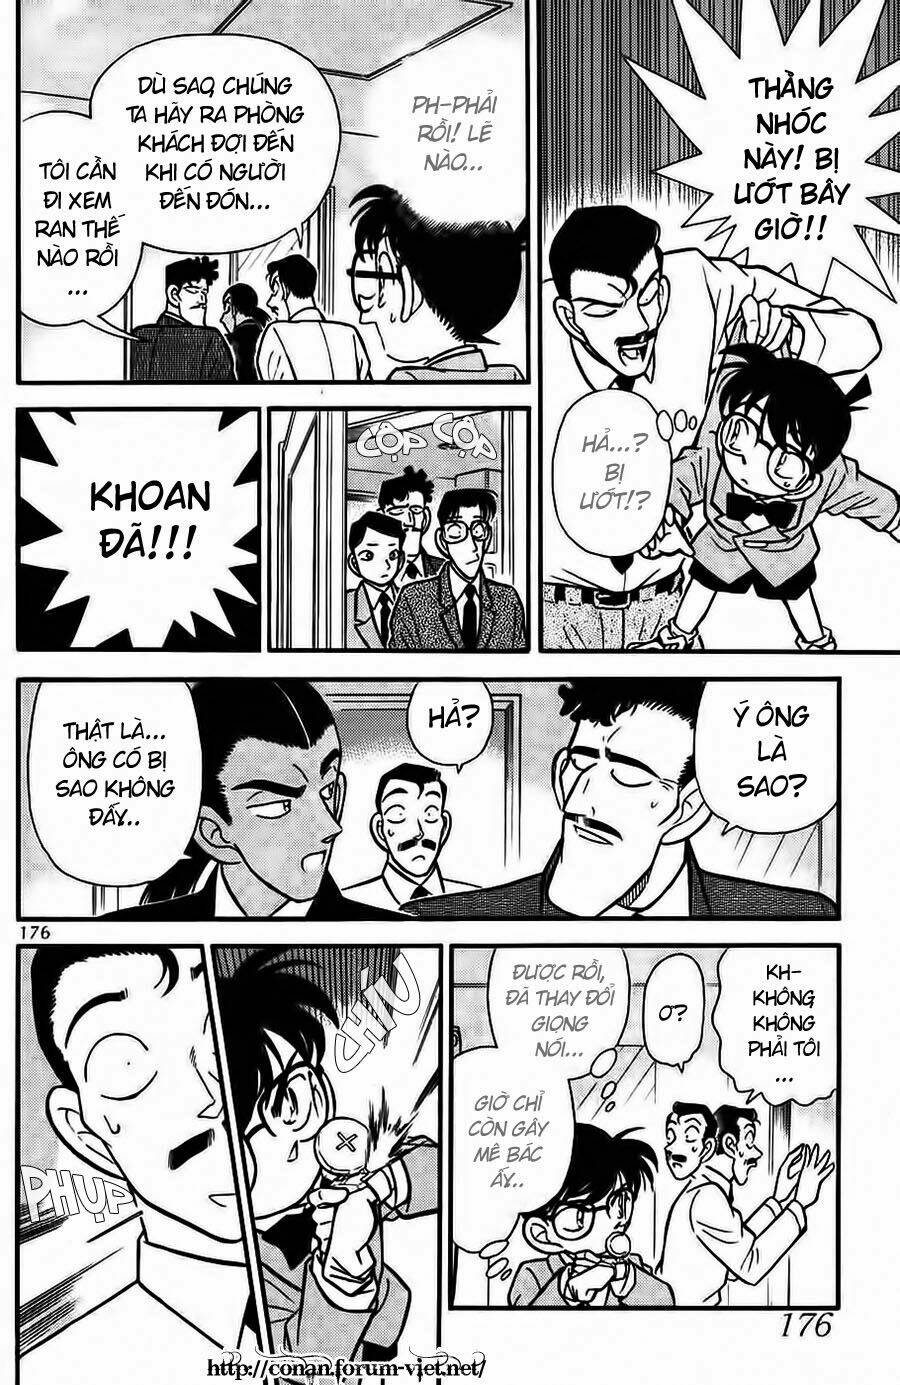 THẰNG
NHÓC
NÀY! BỊ
ƯỚT BÂY
GIỜ!!
HẢ...?
BỊ
ƯỚT!?
PH-PHẢI
RỒI! LẼ
NÀO...
DÙ SAO, CHÚNG
TA HÃY RA PHÒNG
KHÁCH ĐỢI ĐẾN
KHI CÓ NGƯỜI
ĐẾN ĐÓN...
TÔI CẦN
ĐI XEM
RAN THẾ
NÀO RỒI
...
CỘP CỘP
KHOAN
ĐÃ!!!
Ý ÔNG
LÀ
SAO?
HẢ?
THẬT LÀ...
ÔNG CÓ BỊ
SAO KHÔNG
ĐẤY..
176
KH-
KHÔNG,
KHÔNG
PHẢI TÔI
...
Ơ?
ĐƯỢC RỒI,
ĐÃ THAY ĐỔI
GIỌNG
NÓI...
GIỜ CHỈ
CÒN GÂY
MÊ BÁC
ẤY..
CHÍU
PHỤP
176
http://conan.forum-viet.net/